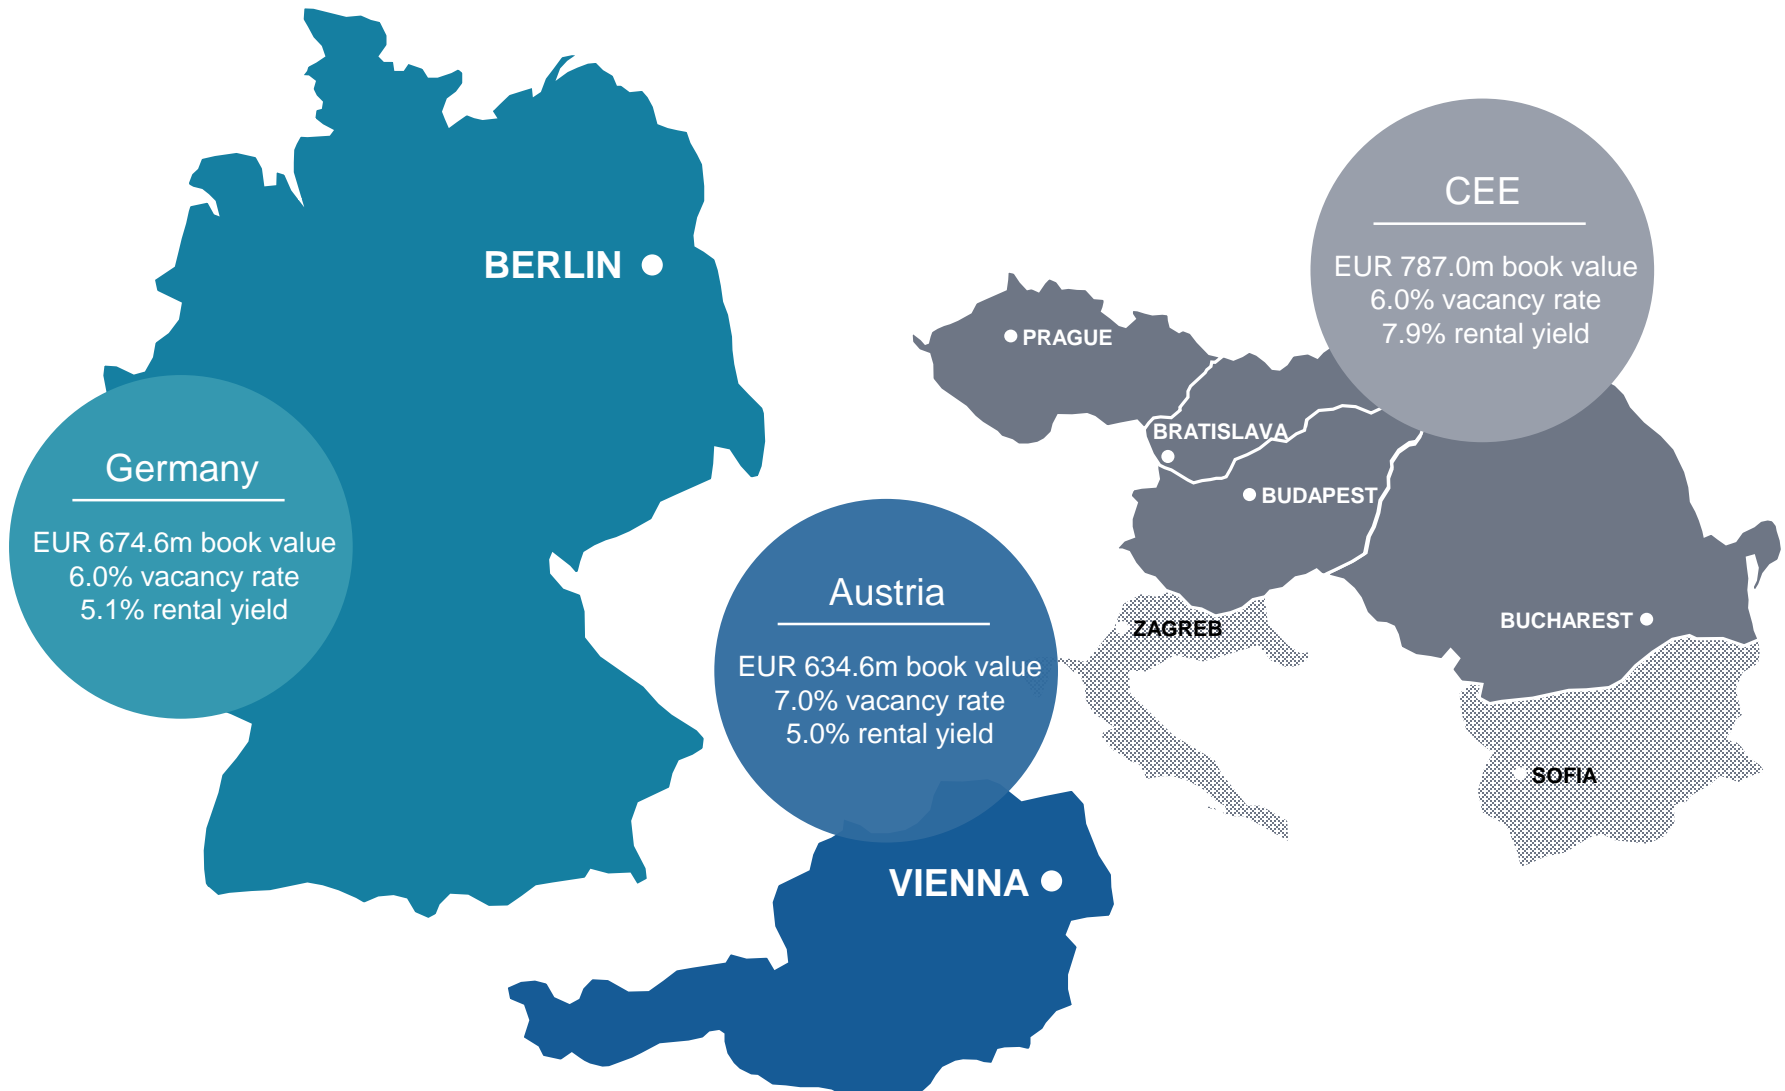 BERLIN
Germany
EUR 674.6m book value
6.0% vacancy rate
5.1% rental yield
Austria
EUR 634.6m book value
7.0% vacancy rate
5.0% rental yield
VIENNA
CEE
EUR 787.0m book value
6.0% vacancy rate
7.9% rental yield
PRAGUE
BRATISLAVA
BUDAPEST
BUCHAREST
ZAGREB
SOFIA